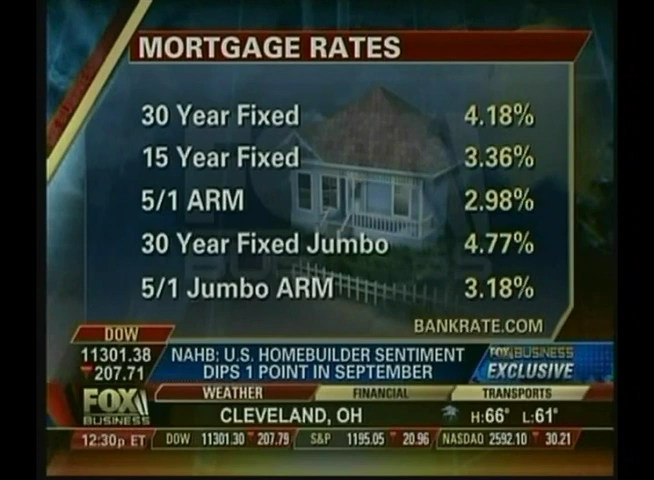 MORTGAGE RATES
30 Year Fixed 4.18%
15 Year Fixed 3.36%
5/1 ARM 2.98%
30 Year Fixed Jumbo 4.77%
5/1 Jumbo ARM 3.18%
BANKRATE.COM
DOW
11301.38
207.71
NAHB: U.S. HOMEBUILDER SENTIMENT
DIPS 1 POINT IN SEPTEMBER
FOX BUSINESS
EXCLUSIVE
WEATHER FINANCIAL TRANSPORTS
FOX
BUSINESS
CLEVELAND, OH H:66° L:61°
12:30p ET DOW 11301.30 207.79 S&P 1195.05 20.96 NASDAQ 2592.10 30.21